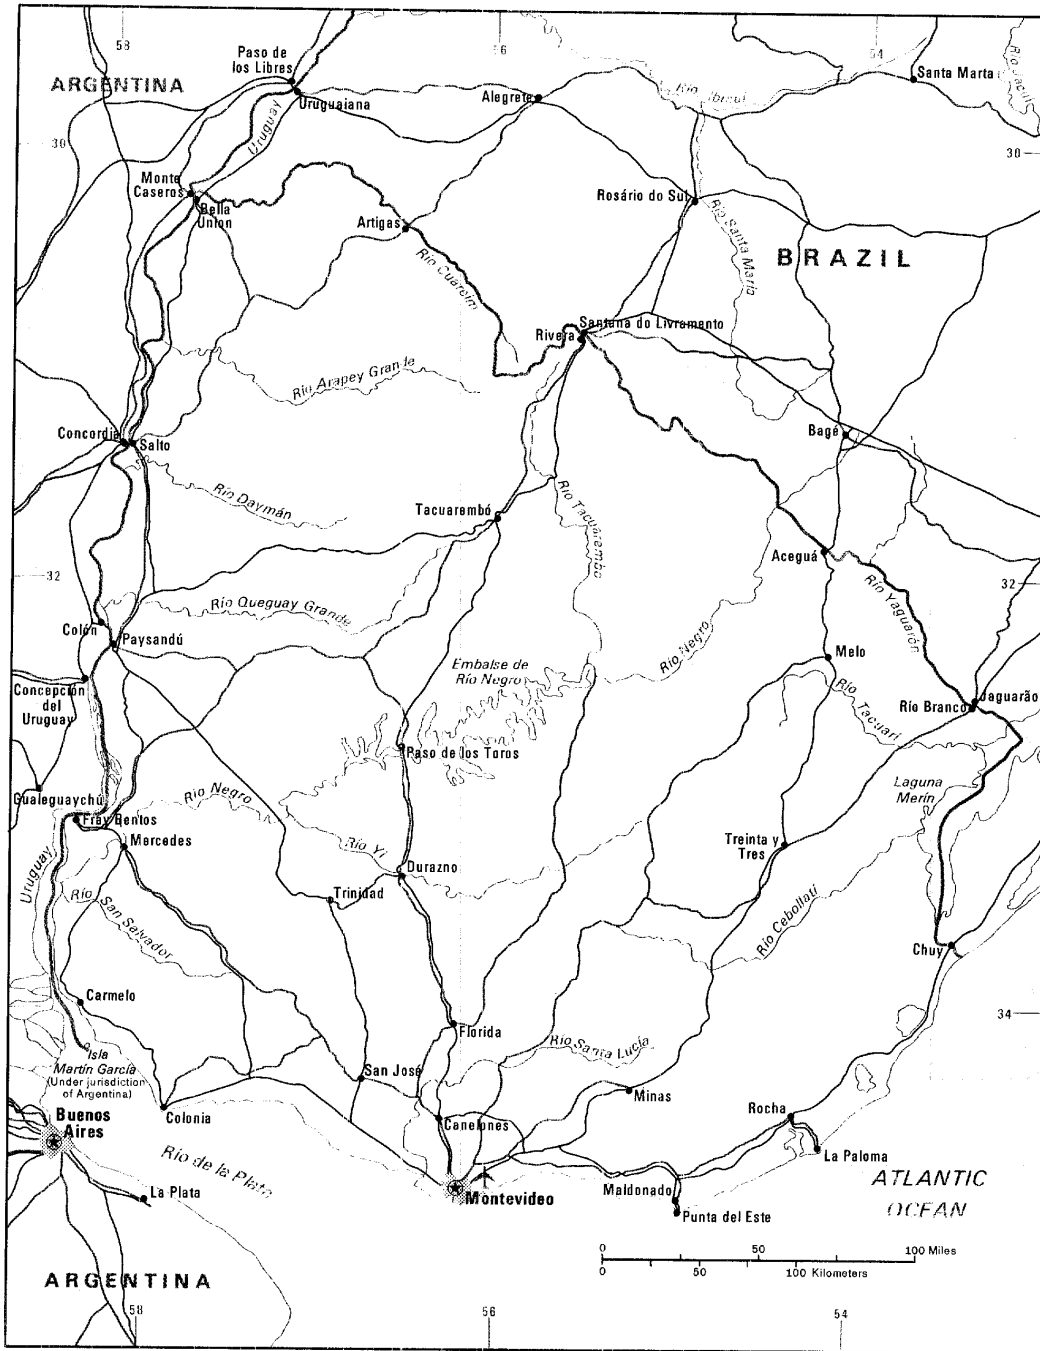 58
56
54
Paso de
los Libres
ARGENTINA
Uruguaiana
Alegrete
Río Ibicuí
Santa Marta
Río Jacuí
Uruguay
30
30
Monte
Caseros
Bella
Union
Artigas
Rosário do Sul
Río Santa Maria
BRAZIL
Río Cuareim
Santana do Livramento
Rivera
Río Arapey Grande
Concordia
Salto
Bagé
Río Daymán
Tacuarembó
Río Tacuarembo
Aceguá
32
32
Río Queguay Grande
Río Yaguarón
Colón
Paysandú
Río Negro
Melo
Embalse de
Río Negro
Concepción
del
Uruguay
Río Tacuarí
Jaguarão
Río Branco
Paso de los Toros
Gualeguaychú
Río Negro
Laguna
Merín
Fray Bentos
Mercedes
Río Yí
Treinta y
Tres
Durazno
Uruguay
Trinidad
Río San Salvador
Río Cebollatí
Chuy
Carmelo
34
Florida
Río Santa Lucía
Isla
Martín García
(Under jurisdiction
of Argentina)
San José
Minas
Buenos
Aires
Colonia
Canelones
Rocha
La Paloma
Río de la Plata
ATLANTIC
OCEAN
La Plata
Montevideo
Maldonado
Punta del Este
0 50 100 Miles
0 50 100 Kilometers
ARGENTINA
58
56
54